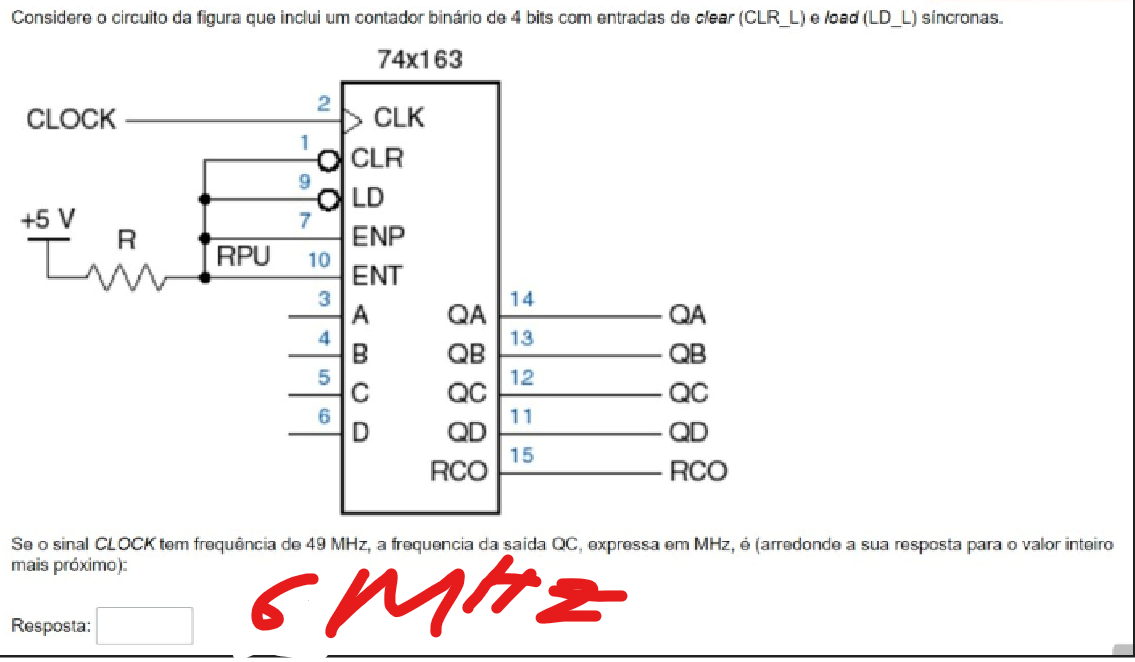 Considere o circuito da figura que inclui um contador binário de 4 bits com entradas de clear (CLR_L) e load (LD_L) síncronas.
74x163
CLOCK
2
CLK
1
CLR
9
LD
+5 V
7
ENP
R
RPU
10
ENT
3
A
QA
14
QA
4
B
QB
13
QB
5
C
QC
12
QC
6
D
QD
11
QD
RCO
15
RCO
Se o sinal CLOCK tem frequência de 49 MHz, a frequencia da saída QC, expressa em MHz, é (arredonde a sua resposta para o valor inteiro
mais próximo):
6 MHz
Resposta: